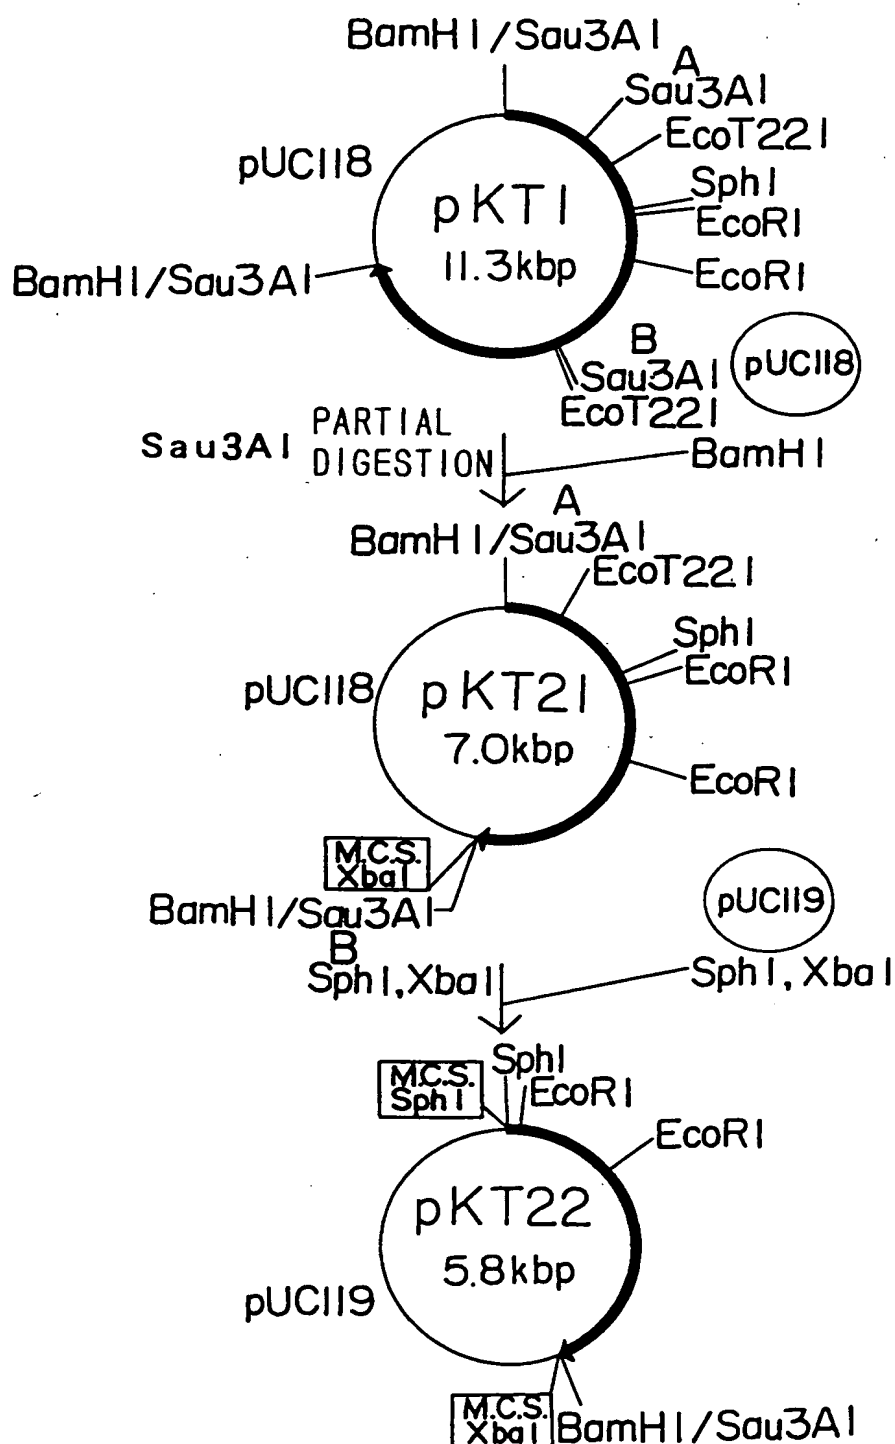 BamHI/Sau3AI
A
Sau3AI
EcoT22I
pUC118
SphI
EcoRI
pKT1
11.3kbp
BamHI/Sau3AI
EcoRI
B
Sau3AI
EcoT22I
pUC118
Sau3AI PARTIAL
DIGESTION
BamHI
A
BamHI/Sau3AI
EcoT22I
SphI
EcoRI
pUC118
pKT21
7.0kbp
EcoRI
M.C.S.
XbaI
BamHI/Sau3AI
B
pUC119
SphI,XbaI
SphI,XbaI
SphI
M.C.S.
SphI
EcoRI
EcoRI
pKT22
5.8kbp
pUC119
M.C.S.
XbaI
BamHI/Sau3AI